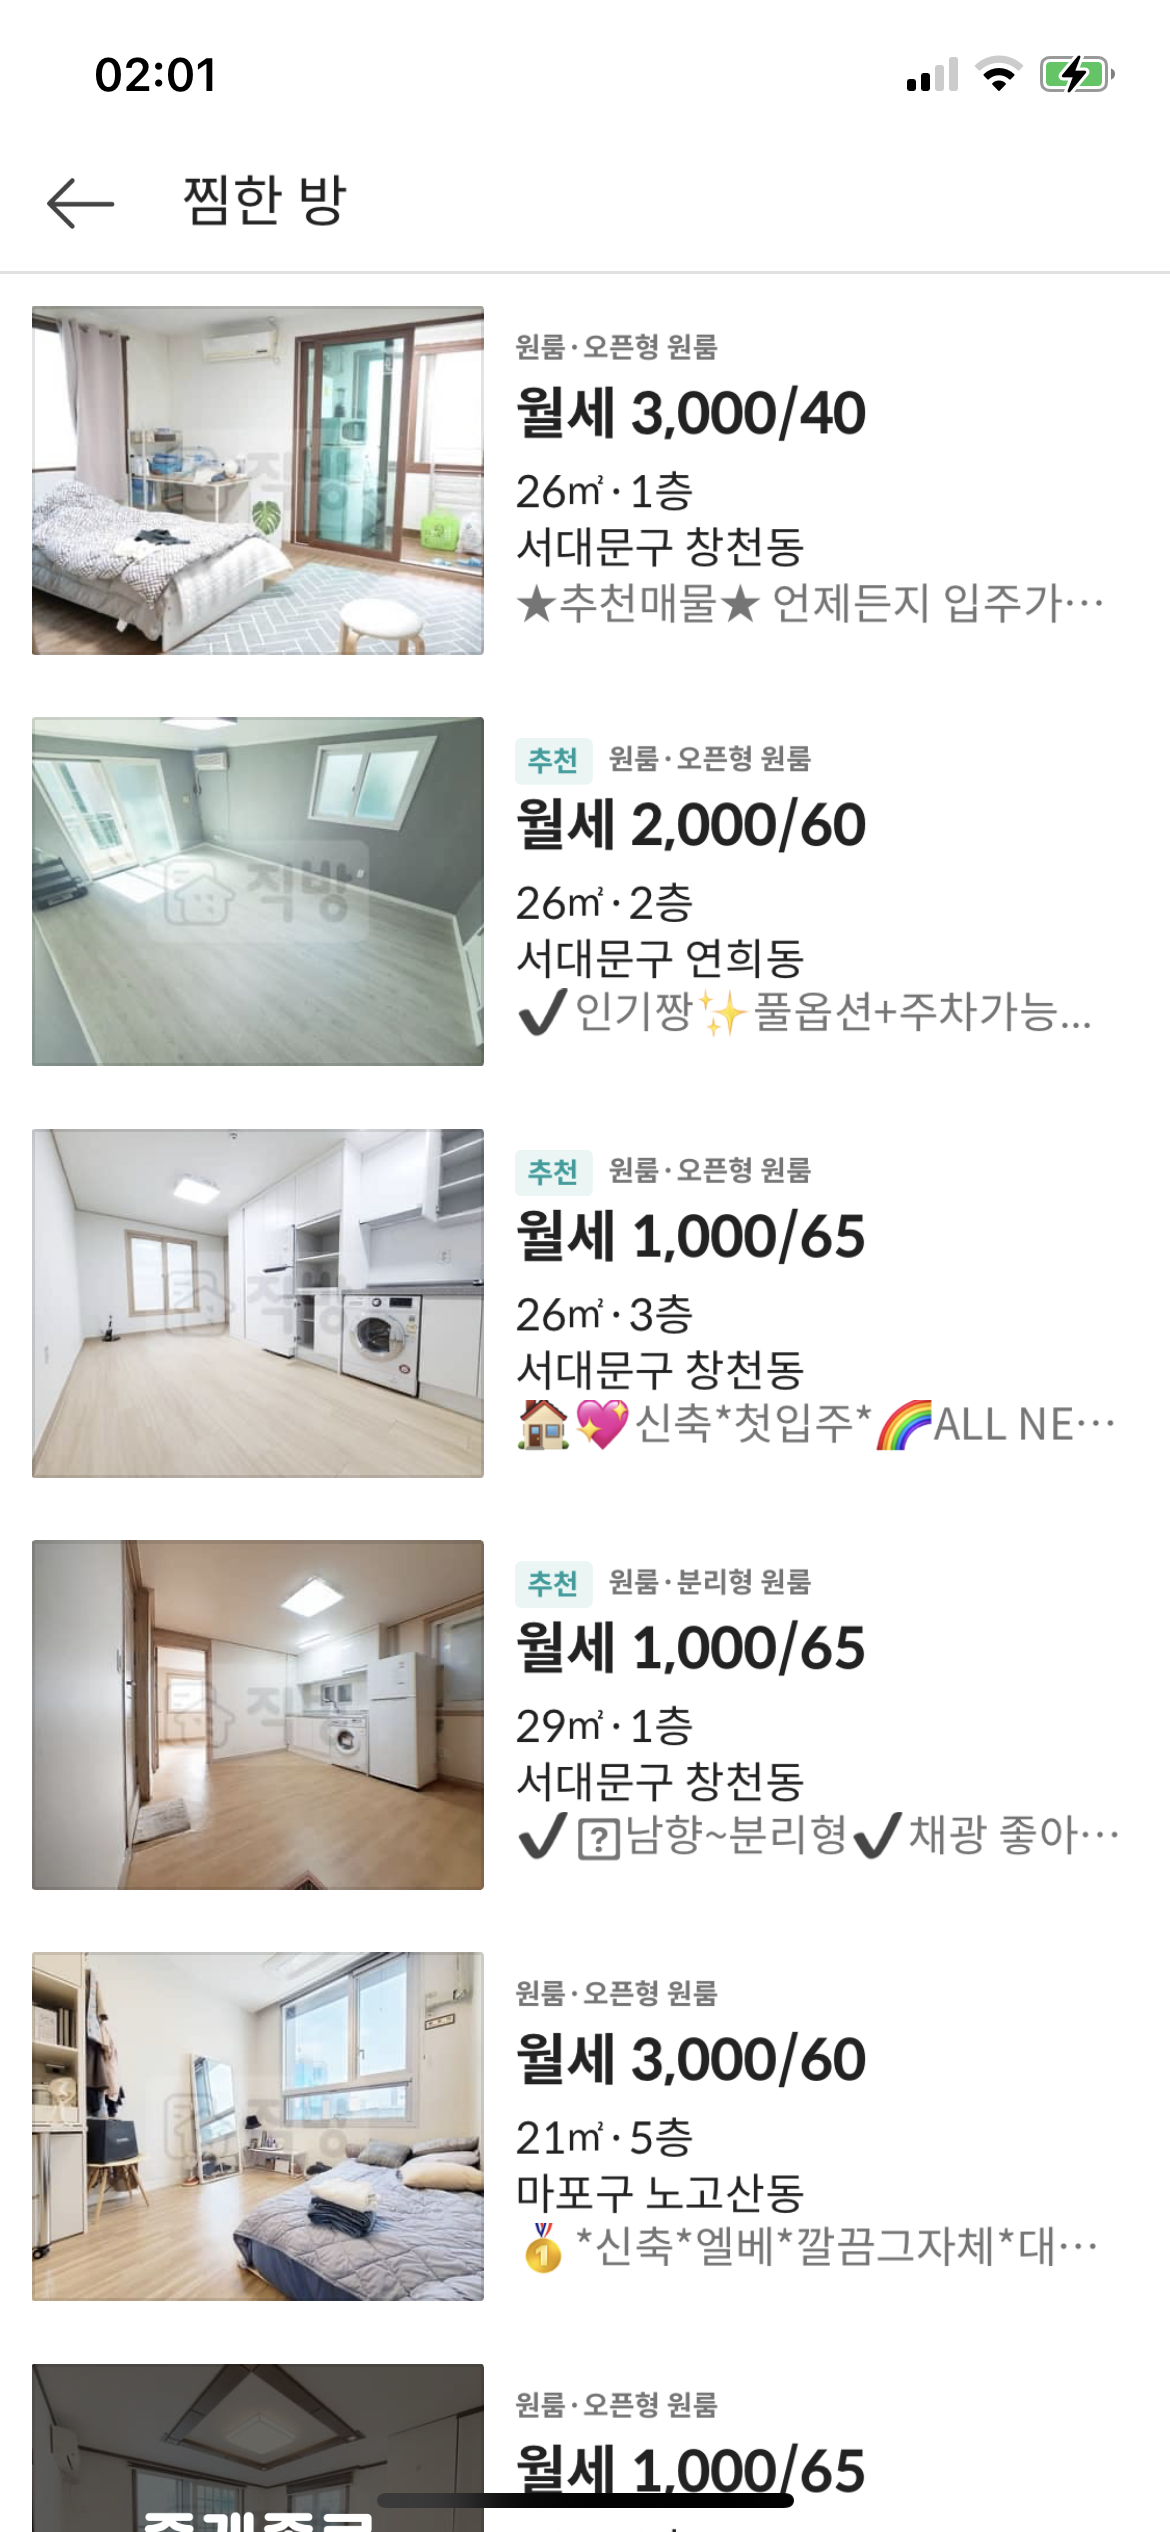 02:01
찜한 방
원룸·오픈형 원룸
월세 3,000/40
26㎡·1층
서대문구 창천동
★추천매물★ 언제든지 입주가…
직방
추천 원룸·오픈형 원룸
월세 2,000/60
26㎡·2층
서대문구 연희동
✔인기짱✨풀옵션+주차가능...
직방
추천 원룸·오픈형 원룸
월세 1,000/65
26㎡·3층
서대문구 창천동
🏠💖신축*첫입주*🌈ALL NE…
직방
추천 원룸·분리형 원룸
월세 1,000/65
29㎡·1층
서대문구 창천동
✔?남향~분리형✔채광 좋아…
직
원룸·오픈형 원룸
월세 3,000/60
21㎡·5층
마포구 노고산동
🥇*신축*엘베*깔끔그자체*대…
직방
원룸·오픈형 원룸
월세 1,000/65